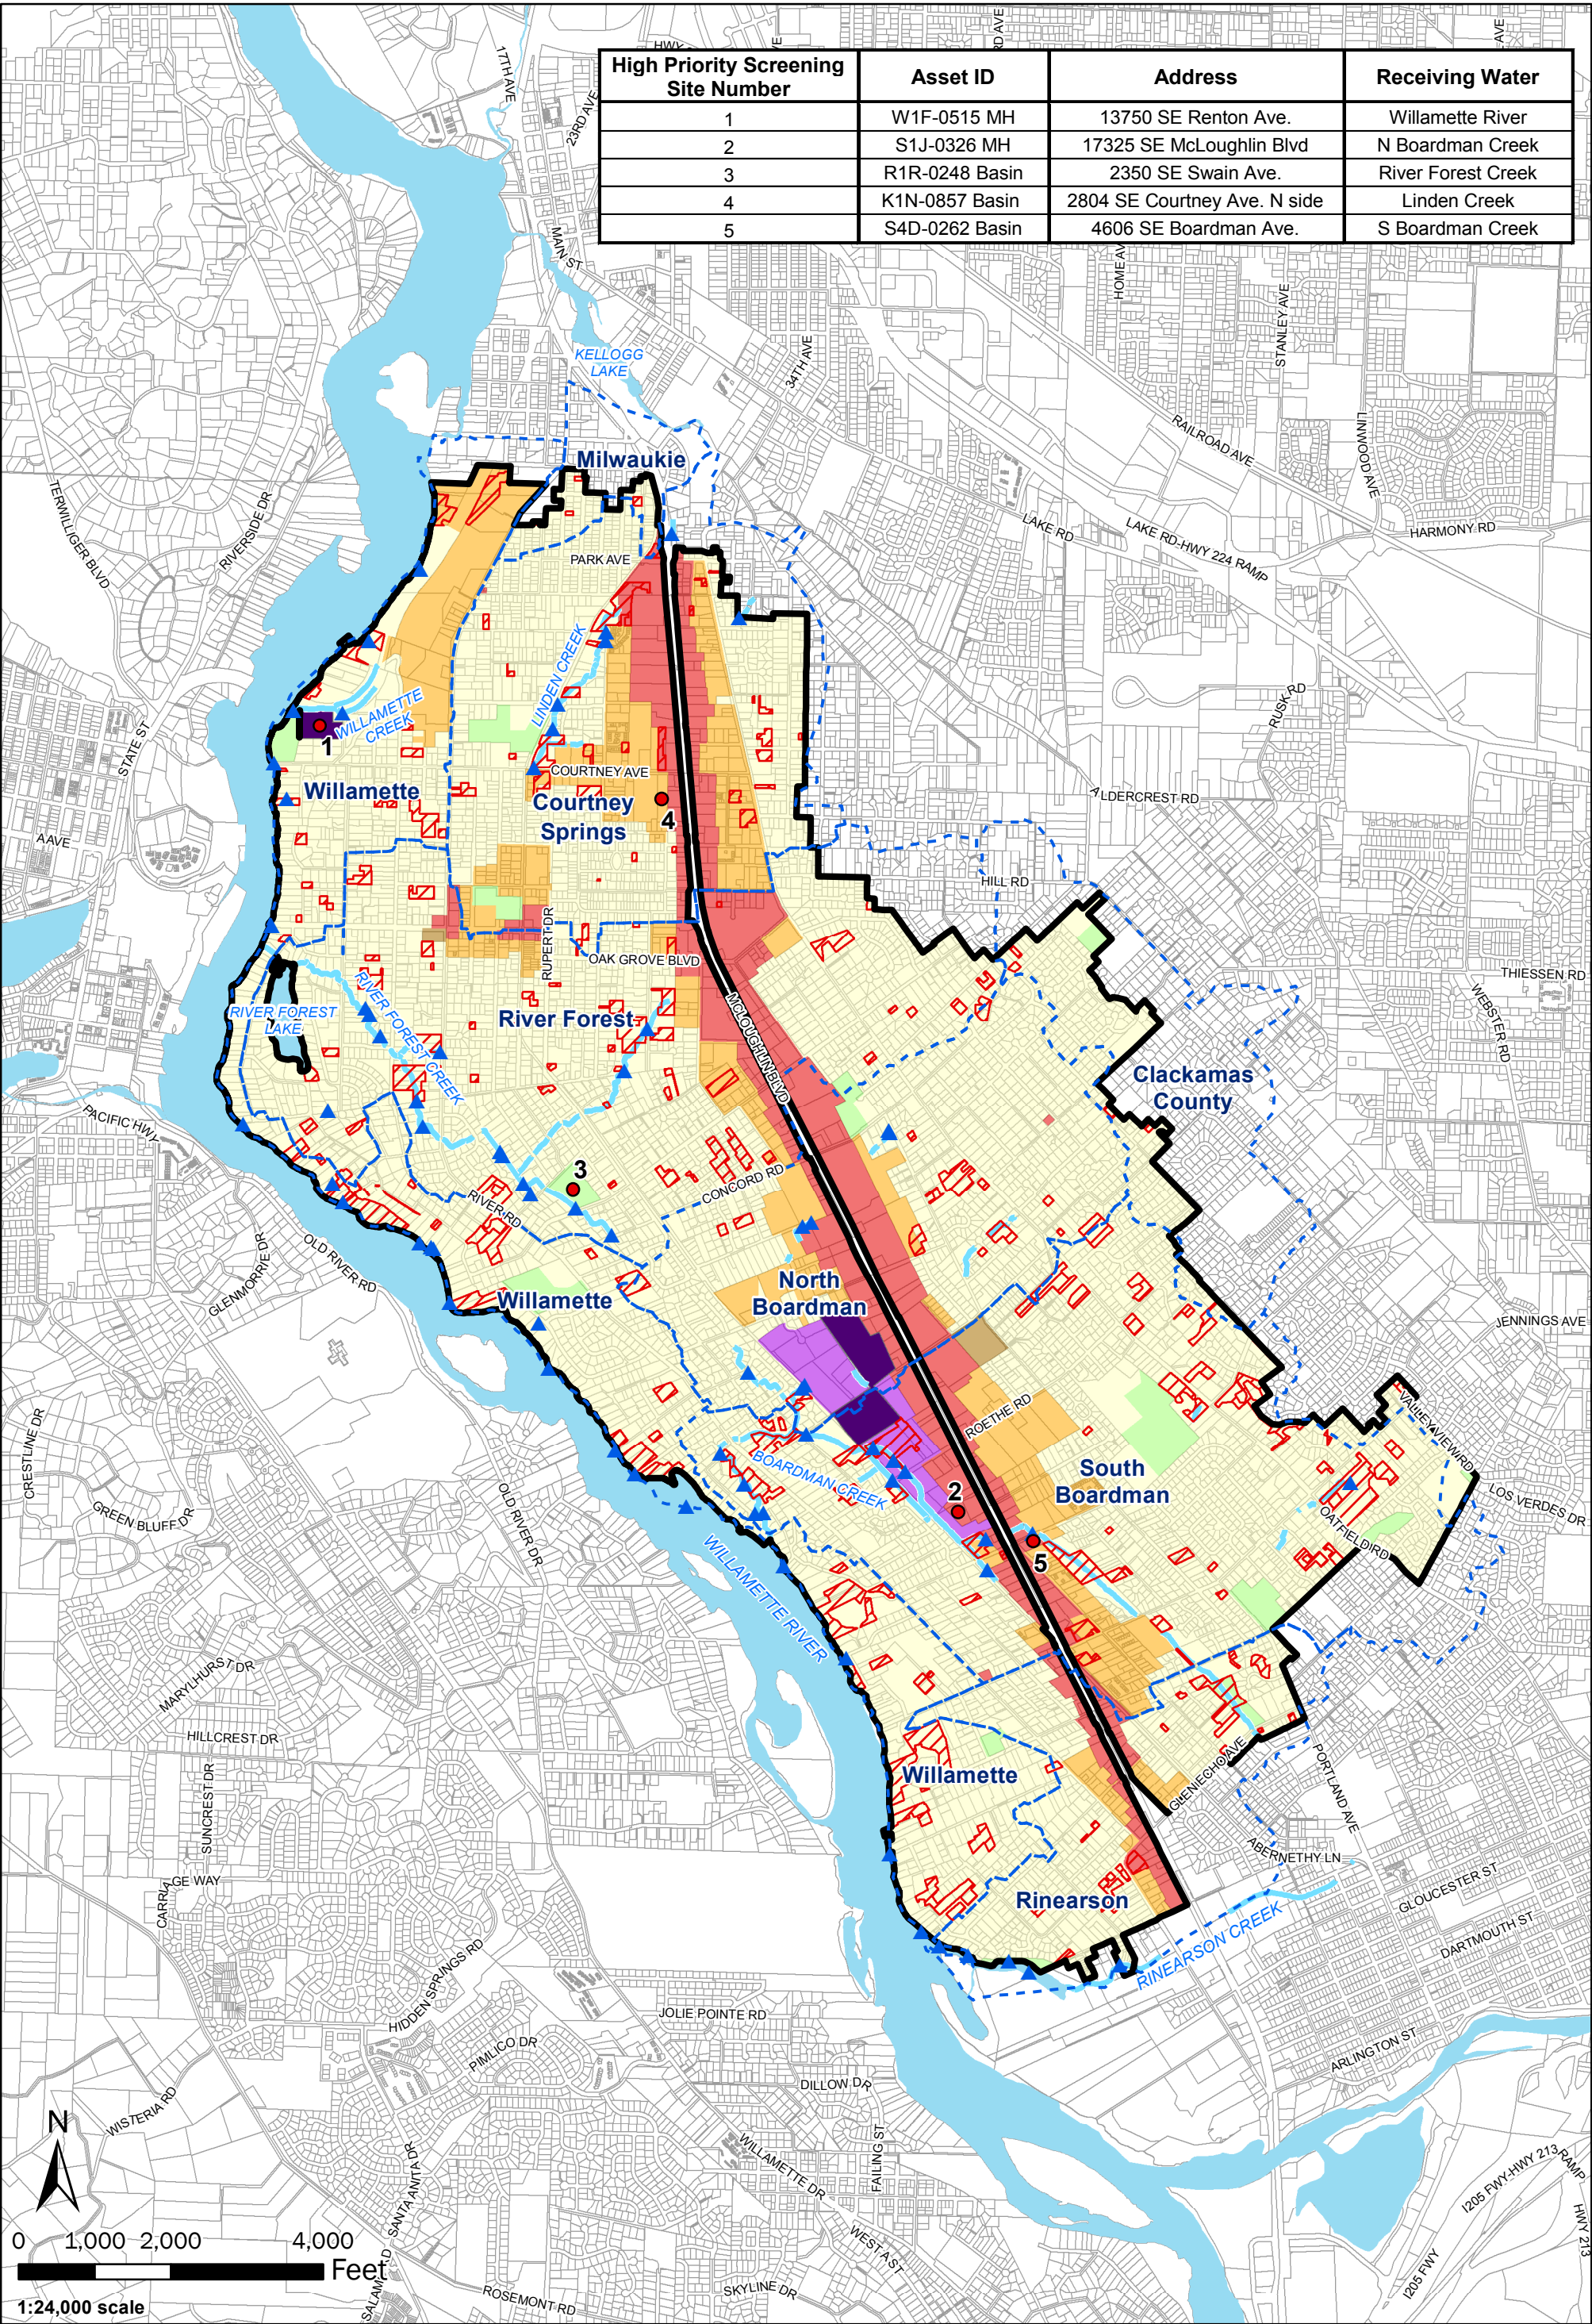 High Priority Screening Site Number | Asset ID | Address | Receiving Water
1 | W1F-0515 MH | 13750 SE Renton Ave. | Willamette River
2 | S1J-0326 MH | 17325 SE McLoughlin Blvd | N Boardman Creek
3 | R1R-0248 Basin | 2350 SE Swain Ave. | River Forest Creek
4 | K1N-0857 Basin | 2804 SE Courtney Ave. N side | Linden Creek
5 | S4D-0262 Basin | 4606 SE Boardman Ave. | S Boardman Creek
17TH AVE
23RD AVE
MAIN ST
34TH AVE
STANLEY AVE
LINWOOD AVE
KELLOGG
LAKE
RAILROAD AVE
Milwaukie
TERWILLIGER BLVD
RIVERSIDE DR
LAKE RD
LAKE RD-HWY 224 RAMP
HARMONY RD
PARK AVE
LINDEN CREEK
WILLAMETTE
CREEK
RUSK RD
STATE ST
1
COURTNEY AVE
Willamette
Courtney
Springs
4
ALDERCREST RD
A AVE
HILL RD
RUPERT DR
OAK GROVE BLVD
THIESSEN RD
WEBSTER RD
RIVER FOREST
LAKE
RIVER FOREST CREEK
River Forest
MCLOUGHLIN BLVD
Clackamas
County
PACIFIC HWY
3
CONCORD RD
RIVER RD
OLD RIVER RD
GLENMORRIE DR
North
Boardman
Willamette
JENNINGS AVE
ROETHE RD
VALLEY VIEW RD
CRESTLINE DR
BOARDMAN CREEK
South
Boardman
2
LOS VERDES DR
GREEN BLUFF DR
OLD RIVER DR
OATFIELD RD
5
WILLAMETTE RIVER
MARYLHURST DR
HILLCREST DR
SUNCREST DR
Willamette
GLEN ECHO AVE
PORTLAND AVE
ABERNETHY LN
CARRIAGE WAY
Rinearson
GLOUCESTER ST
DARTMOUTH ST
RINEARSON CREEK
HIDDEN SPRINGS RD
JOLIE POINTE RD
PIMLICO DR
ARLINGTON ST
DILLOW DR
WISTERIA RD
N
SANTA ANITA DR
WILLAMETTE DR
FAILING ST
I205 FWY-HWY 213 RAMP
HWY 213
WEST A ST
I205 FWY
0 1,000 2,000 4,000
Feet
SKYLINE DR
ROSEMONT RD
1:24,000 scale